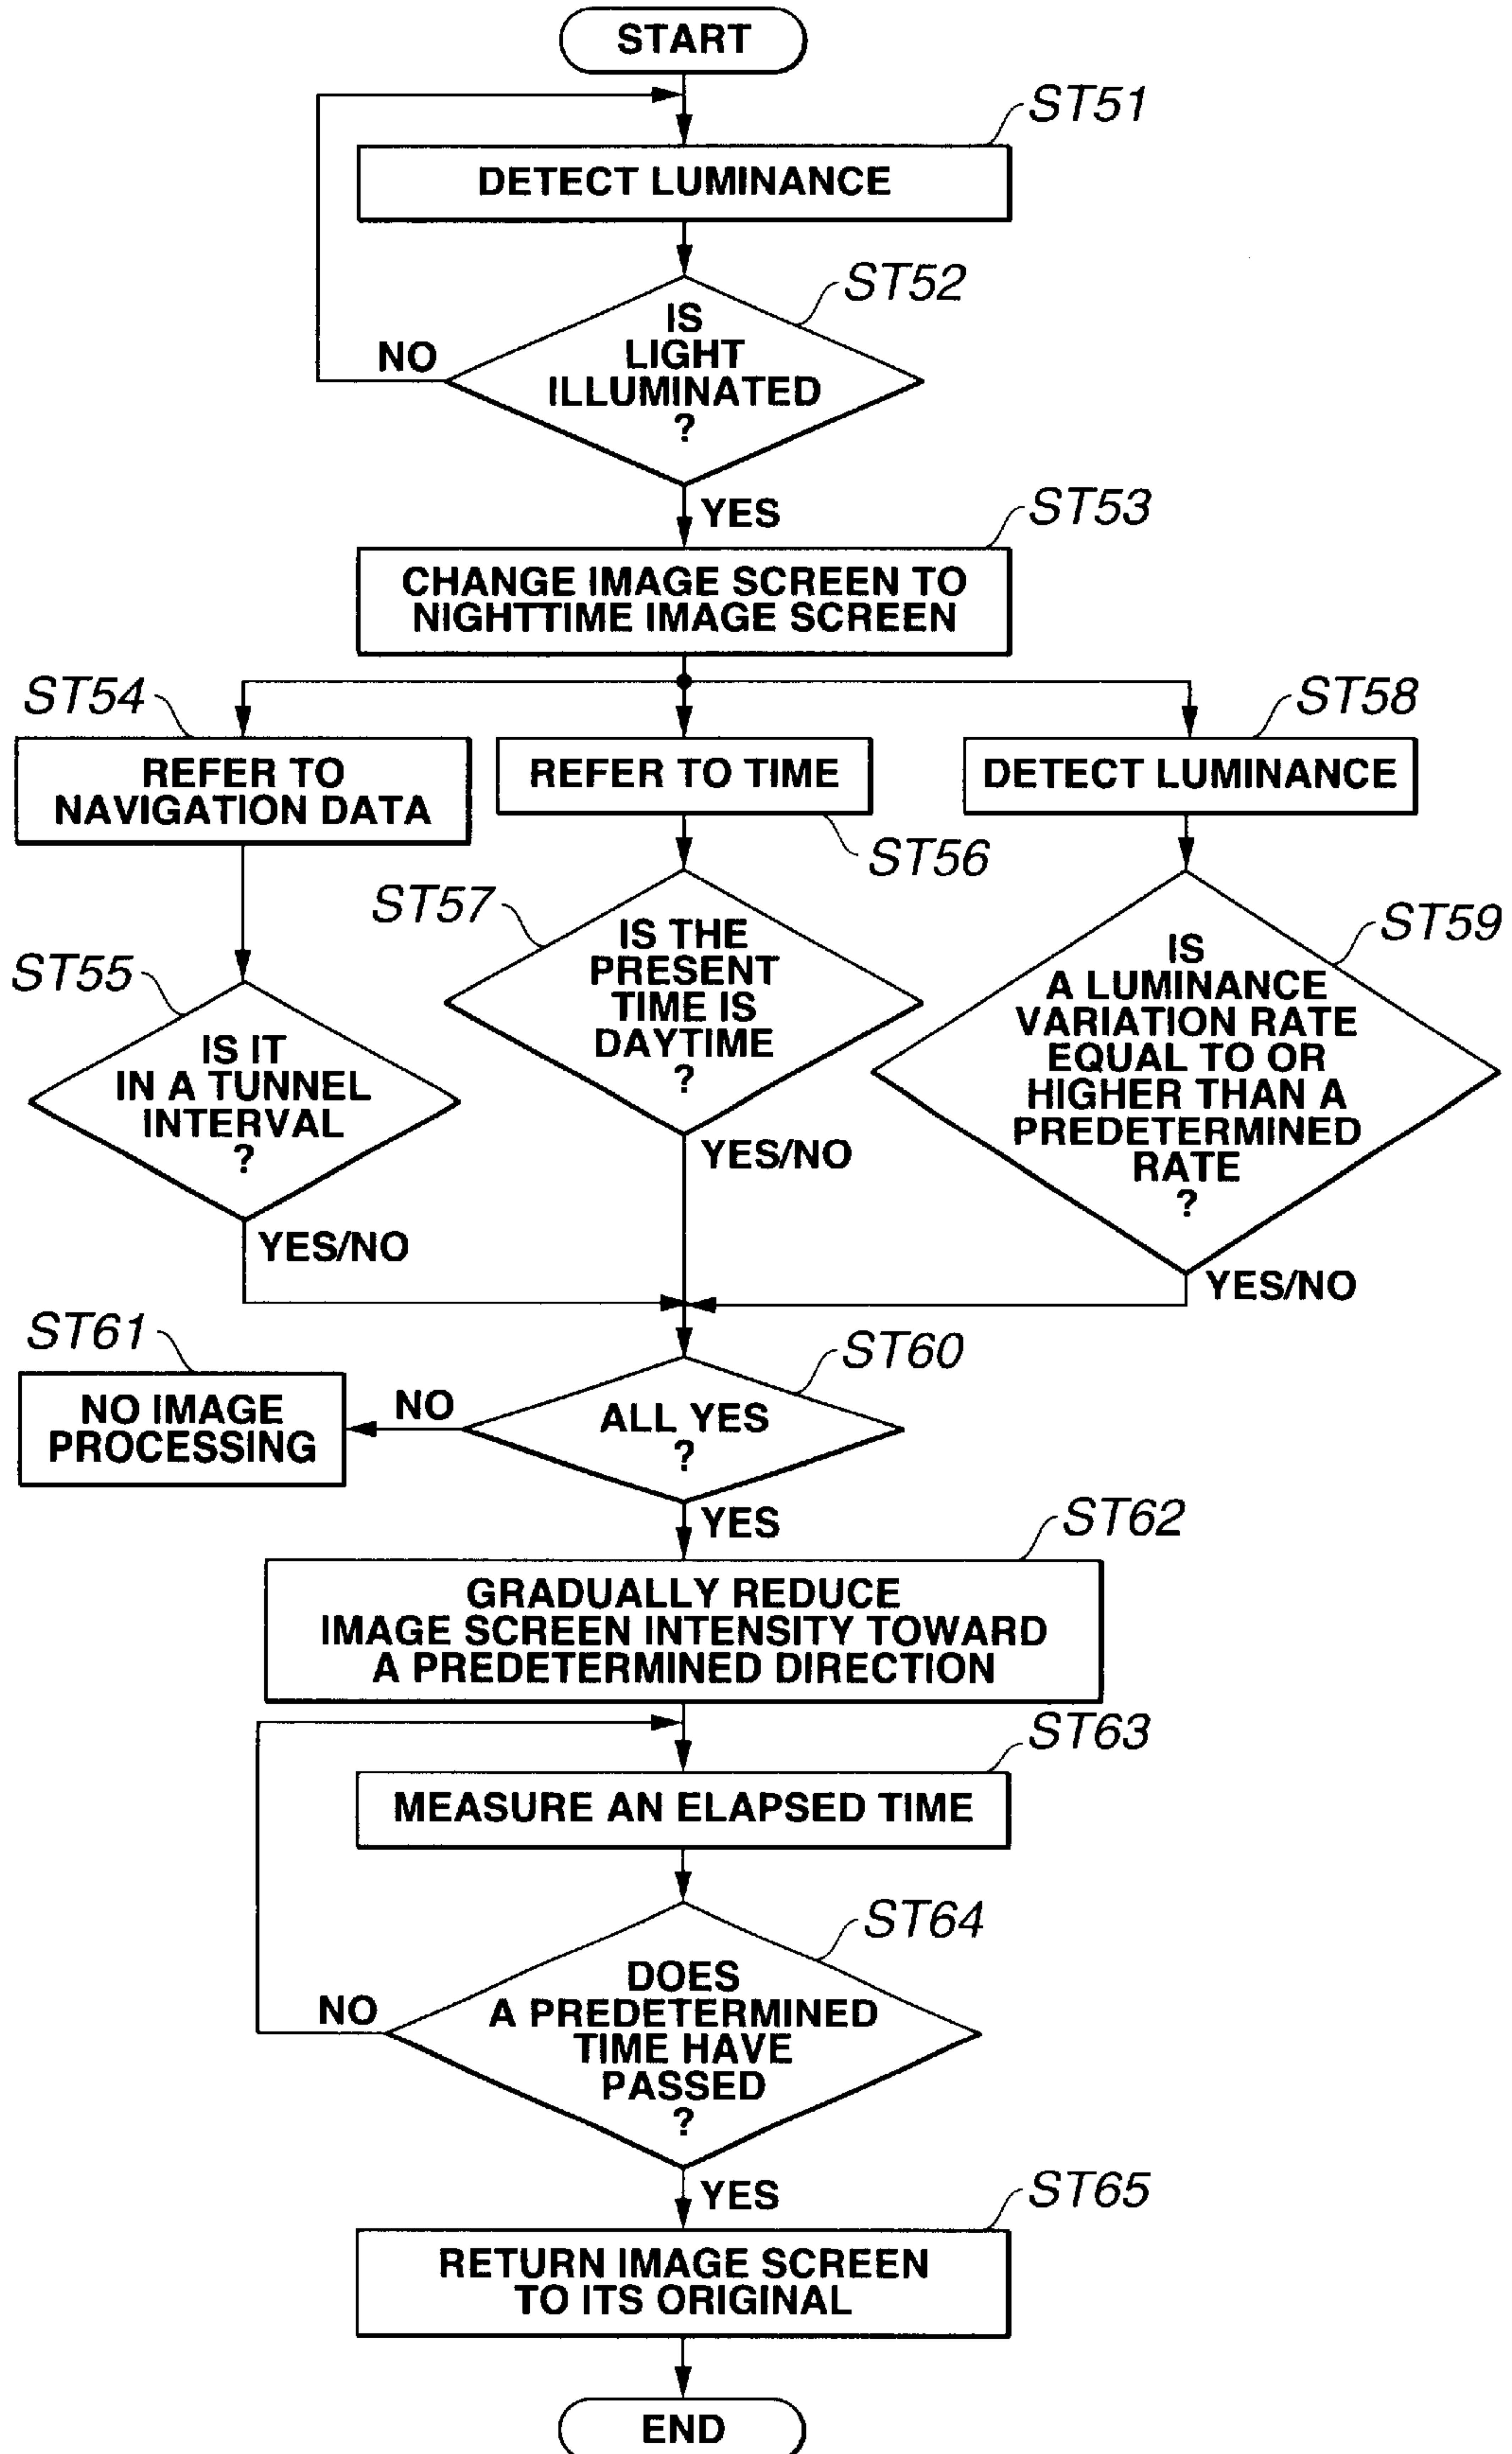 START
ST51
DETECT LUMINANCE
ST52
IS
LIGHT
ILLUMINATED
?
NO
YES
ST53
CHANGE IMAGE SCREEN TO
NIGHTTIME IMAGE SCREEN
ST54
REFER TO
NAVIGATION DATA
REFER TO TIME
ST56
ST58
DETECT LUMINANCE
ST55
IS IT
IN A TUNNEL
INTERVAL
?
YES/NO
ST57
IS THE
PRESENT
TIME IS
DAYTIME
?
YES/NO
ST59
IS
A LUMINANCE
VARIATION RATE
EQUAL TO OR
HIGHER THAN A
PREDETERMINED
RATE
?
YES/NO
ST60
ALL YES
?
NO
ST61
NO IMAGE
PROCESSING
YES
ST62
GRADUALLY REDUCE
IMAGE SCREEN INTENSITY TOWARD
A PREDETERMINED DIRECTION
ST63
MEASURE AN ELAPSED TIME
ST64
DOES
A PREDETERMINED
TIME HAVE
PASSED
?
NO
YES
ST65
RETURN IMAGE SCREEN
TO ITS ORIGINAL
END